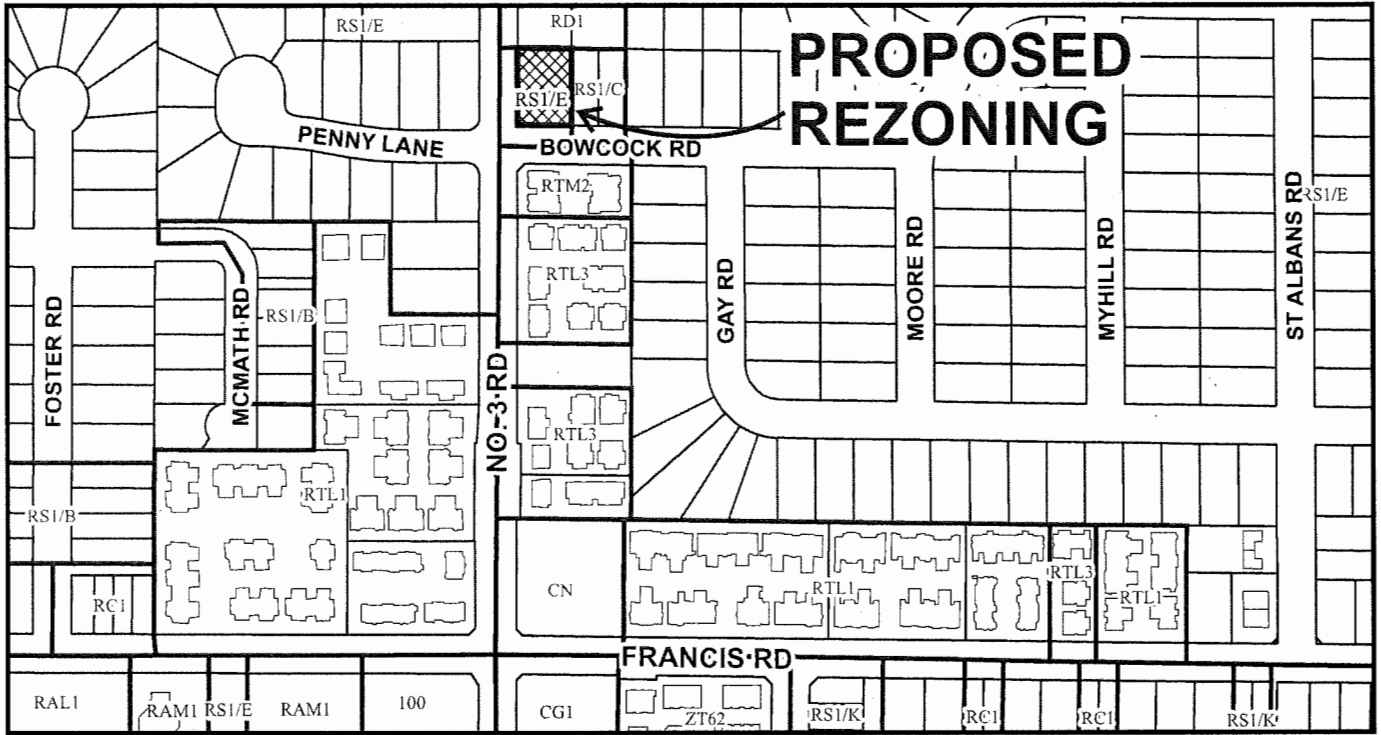 RS1/E
RD1
PROPOSED
REZONING
RS1/E
RS1/C
PENNY LANE
BOWCOCK RD
RTM2
RS1/E
RTL3
FOSTER RD
MCMATH RD
RS1/B
NO. 3 RD
GAY RD
MOORE RD
MYHILL RD
ST ALBANS RD
RTL3
RTL1
RS1/B
RC1
CN
RTL1
RTL3
RTL1
FRANCIS RD
RAL1
RAM1
RS1/E
RAM1
100
CG1
ZT62
RS1/K
RC1
RC1
RS1/K